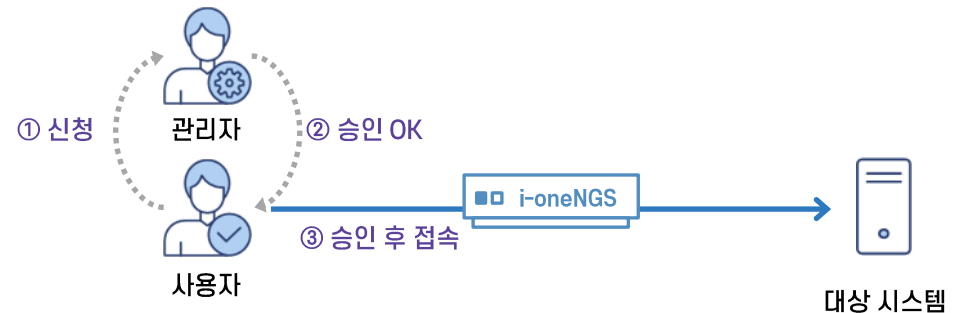 ① 신청
관리자
② 승인 OK
i-oneNGS
③ 승인 후 접속
사용자
대상 시스템